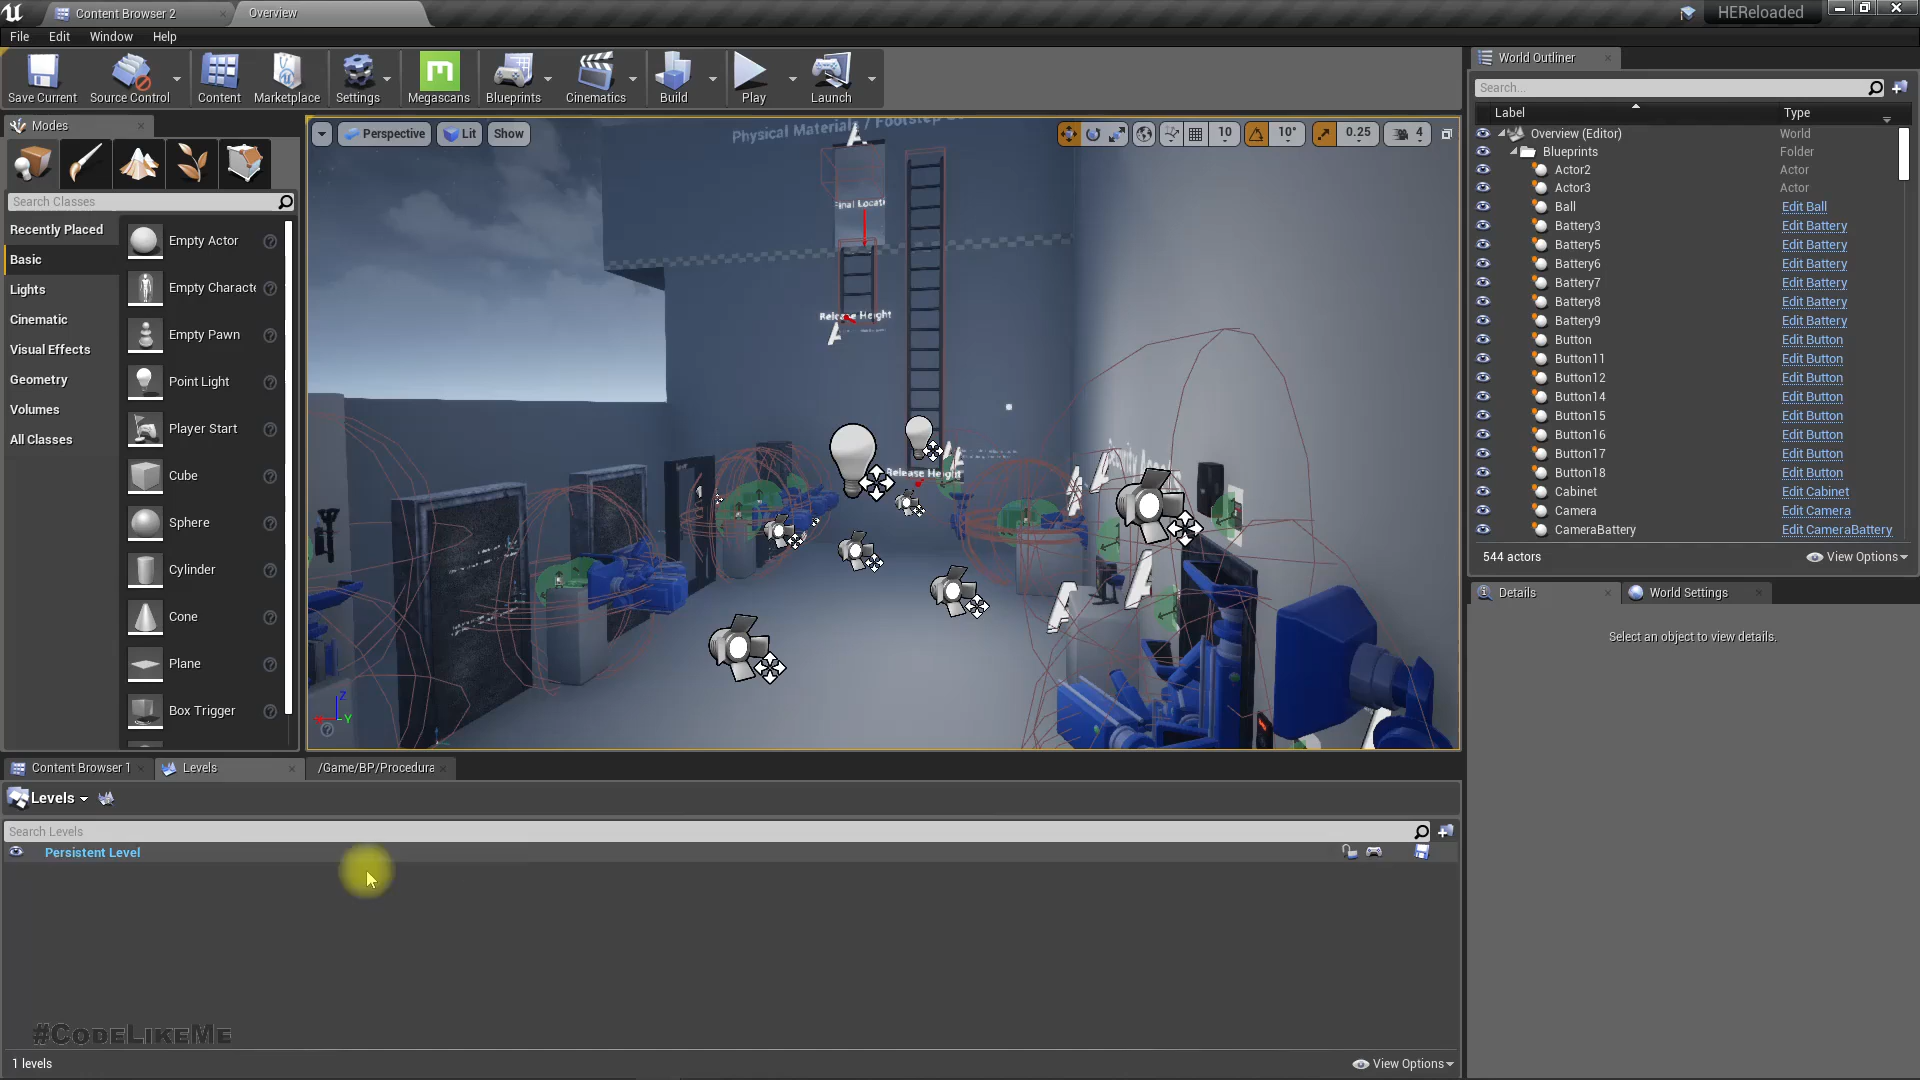 Content Browser 2
Overview
HEReloaded
File Edit Window Help
Save Current
Source Control
Content
Marketplace
Settings
Megascans
Blueprints
Cinematics
Build
Play
Launch
Modes
Search Classes
Recently Placed
Basic
Lights
Cinematic
Visual Effects
Geometry
Volumes
All Classes
Empty Actor
Empty Characte
Empty Pawn
Point Light
Player Start
Cube
Sphere
Cylinder
Cone
Plane
Box Trigger
Perspective
Lit
Show
10
10°
0.25
4
Physical Materials / Footstep
Final Locati
Release Height
Release Height
Z
Y
World Outliner
Search...
Label Type
Overview (Editor) World
Blueprints Folder
Actor2 Actor
Actor3 Actor
Ball Edit Ball
Battery3 Edit Battery
Battery5 Edit Battery
Battery6 Edit Battery
Battery7 Edit Battery
Battery8 Edit Battery
Battery9 Edit Battery
Button Edit Button
Button11 Edit Button
Button12 Edit Button
Button14 Edit Button
Button15 Edit Button
Button16 Edit Button
Button17 Edit Button
Button18 Edit Button
Cabinet Edit Cabinet
Camera Edit Camera
CameraBattery Edit CameraBattery
544 actors
View Options
Details
World Settings
Select an object to view details.
Content Browser 1
Levels
/Game/BP/Procedura
Levels
Search Levels
Persistent Level
#CodeLikeMe
1 levels
View Options